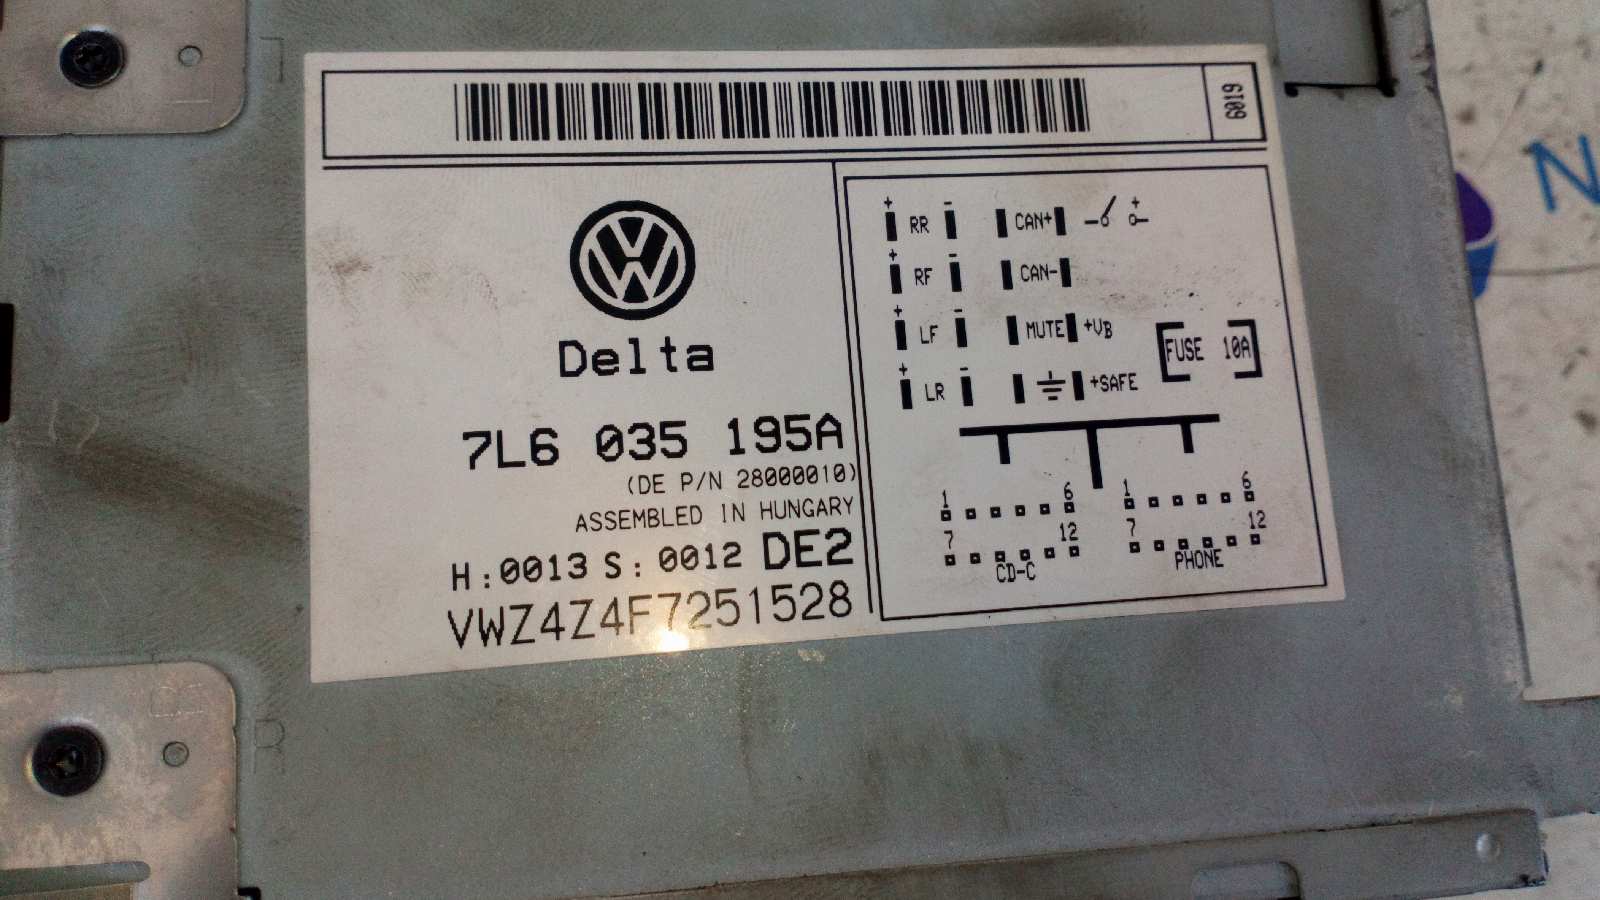 6019
Delta
7L6 035 195A
(DE P/N 28000010)
ASSEMBLED IN HUNGARY
H:0013 S:0012 DE2
VWZ4Z4F7251528
+ RR - CAN+ +
+ RF - CAN-
+ LF - MUTE +VB
+ LR - +SAFE
FUSE 10A
1 6 1 6
7 12 7 12
CD-C PHONE
L
R
N